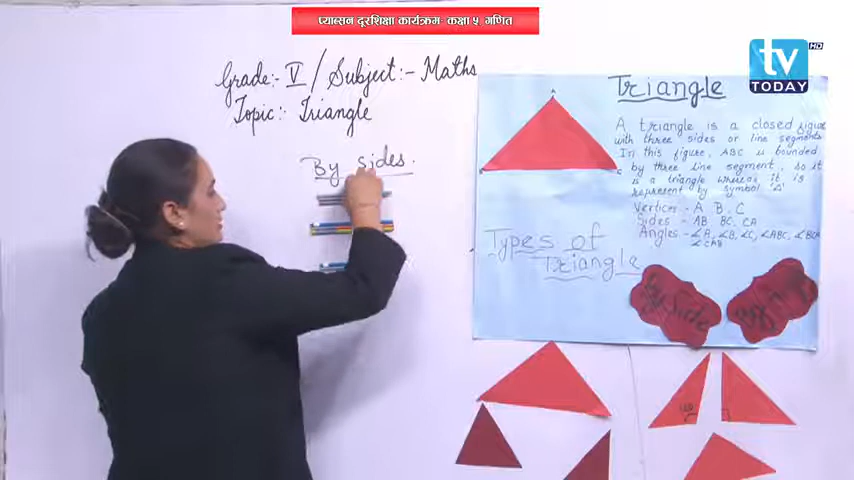 प्याब्सन दूरशिक्षा कार्यक्रमः कक्षा ५ गणित
tv HD
TODAY
Grade:- V / Subject:- Maths
Topic:- Triangle
By sides.
Triangle
A triangle is a closed figure
with three sides or line segments
In this figure, ABC is bounded
by three line segment, so it
is a triangle whereas it is
represent by symbol 'Δ'
Vertices - A B. C
Sides - AB BC. CA
Angles - ∠A, ∠B, ∠C, ∠ABC, ∠BCA
∠CAB
A
Types of
Triangle
By Side